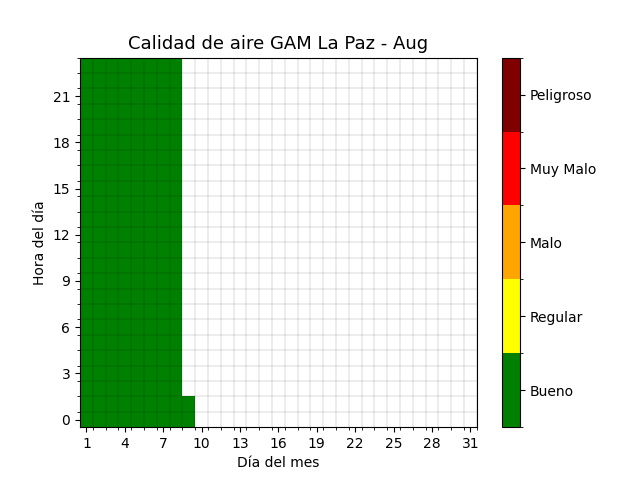 Calidad de aire GAM La Paz - Aug
Hora del día
21
18
15
12
9
6
3
0
1 4 7 10 13 16 19 22 25 28 31
Día del mes
Peligroso
Muy Malo
Malo
Regular
Bueno